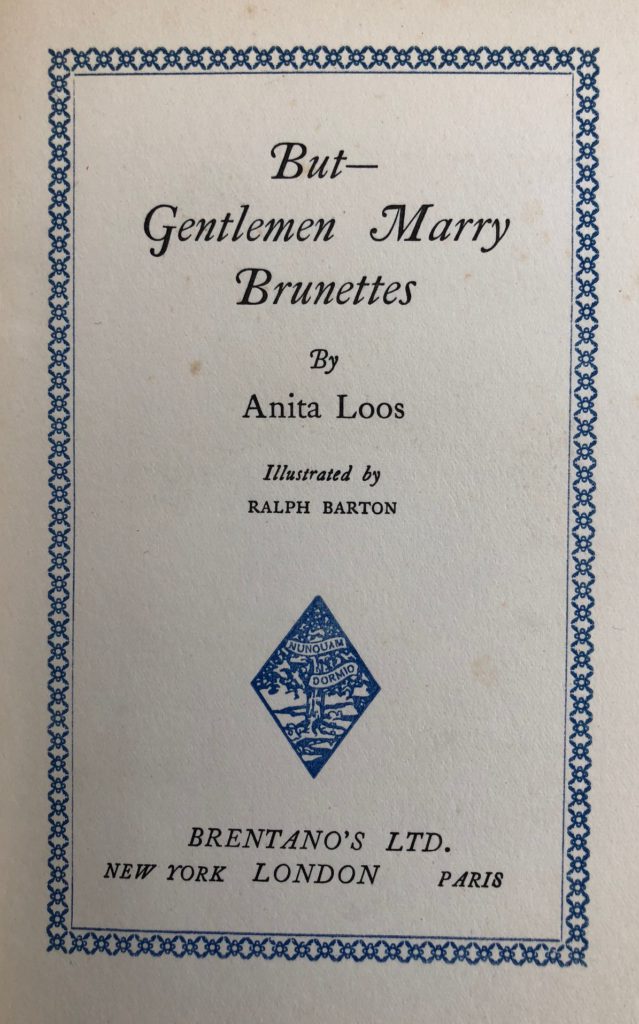 But—
Gentlemen Marry
Brunettes
By
Anita Loos
Illustrated by
RALPH BARTON
NUNQUAM
DORMIO
BRENTANO'S LTD.
NEW YORK LONDON PARIS